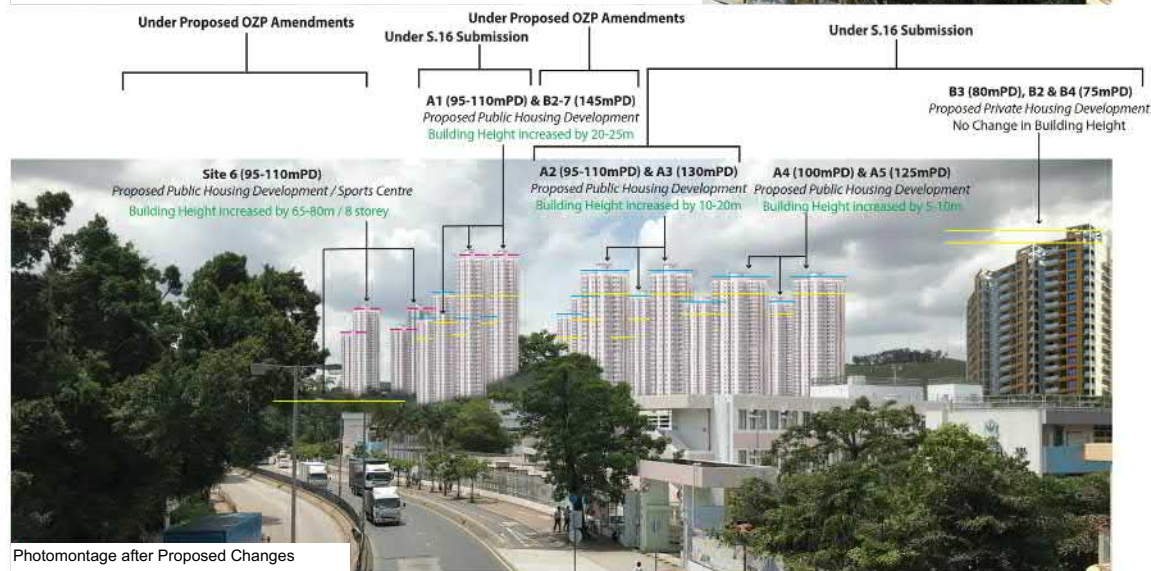 Under Proposed OZP Amendments
Under Proposed OZP Amendments
Under S.16 Submission
Under S.16 Submission
A1 (95-110mPD) & B2-7 (145mPD)
Proposed Public Housing Development
Building Height increased by 20-25m
B3 (80mPD), B2 & B4 (75mPD)
Proposed Private Housing Development
No Change in Building Height
Site 6 (95-110mPD)
Proposed Public Housing Development / Sports Centre
Building Height increased by 65-80m / 8 storey
A2 (95-110mPD) & A3 (130mPD)
Proposed Public Housing Development
Building Height increased by 10-20m
A4 (100mPD) & A5 (125mPD)
Proposed Public Housing Development
Building Height increased by 5-10m
Photomontage after Proposed Changes